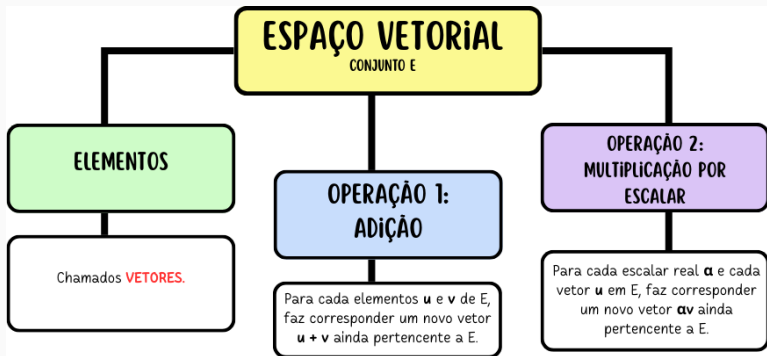 ESPAÇO VETORIAL
CONJUNTO E
ELEMENTOS
Chamados VETORES.
OPERAÇÃO 1:
ADIÇÃO
Para cada elementos u e v de E,
faz corresponder um novo vetor
u + v ainda pertencente a E.
OPERAÇÃO 2:
MULTIPLICAÇÃO POR
ESCALAR
Para cada escalar real α e cada
vetor u em E, faz corresponder
um novo vetor αv ainda
pertencente a E.